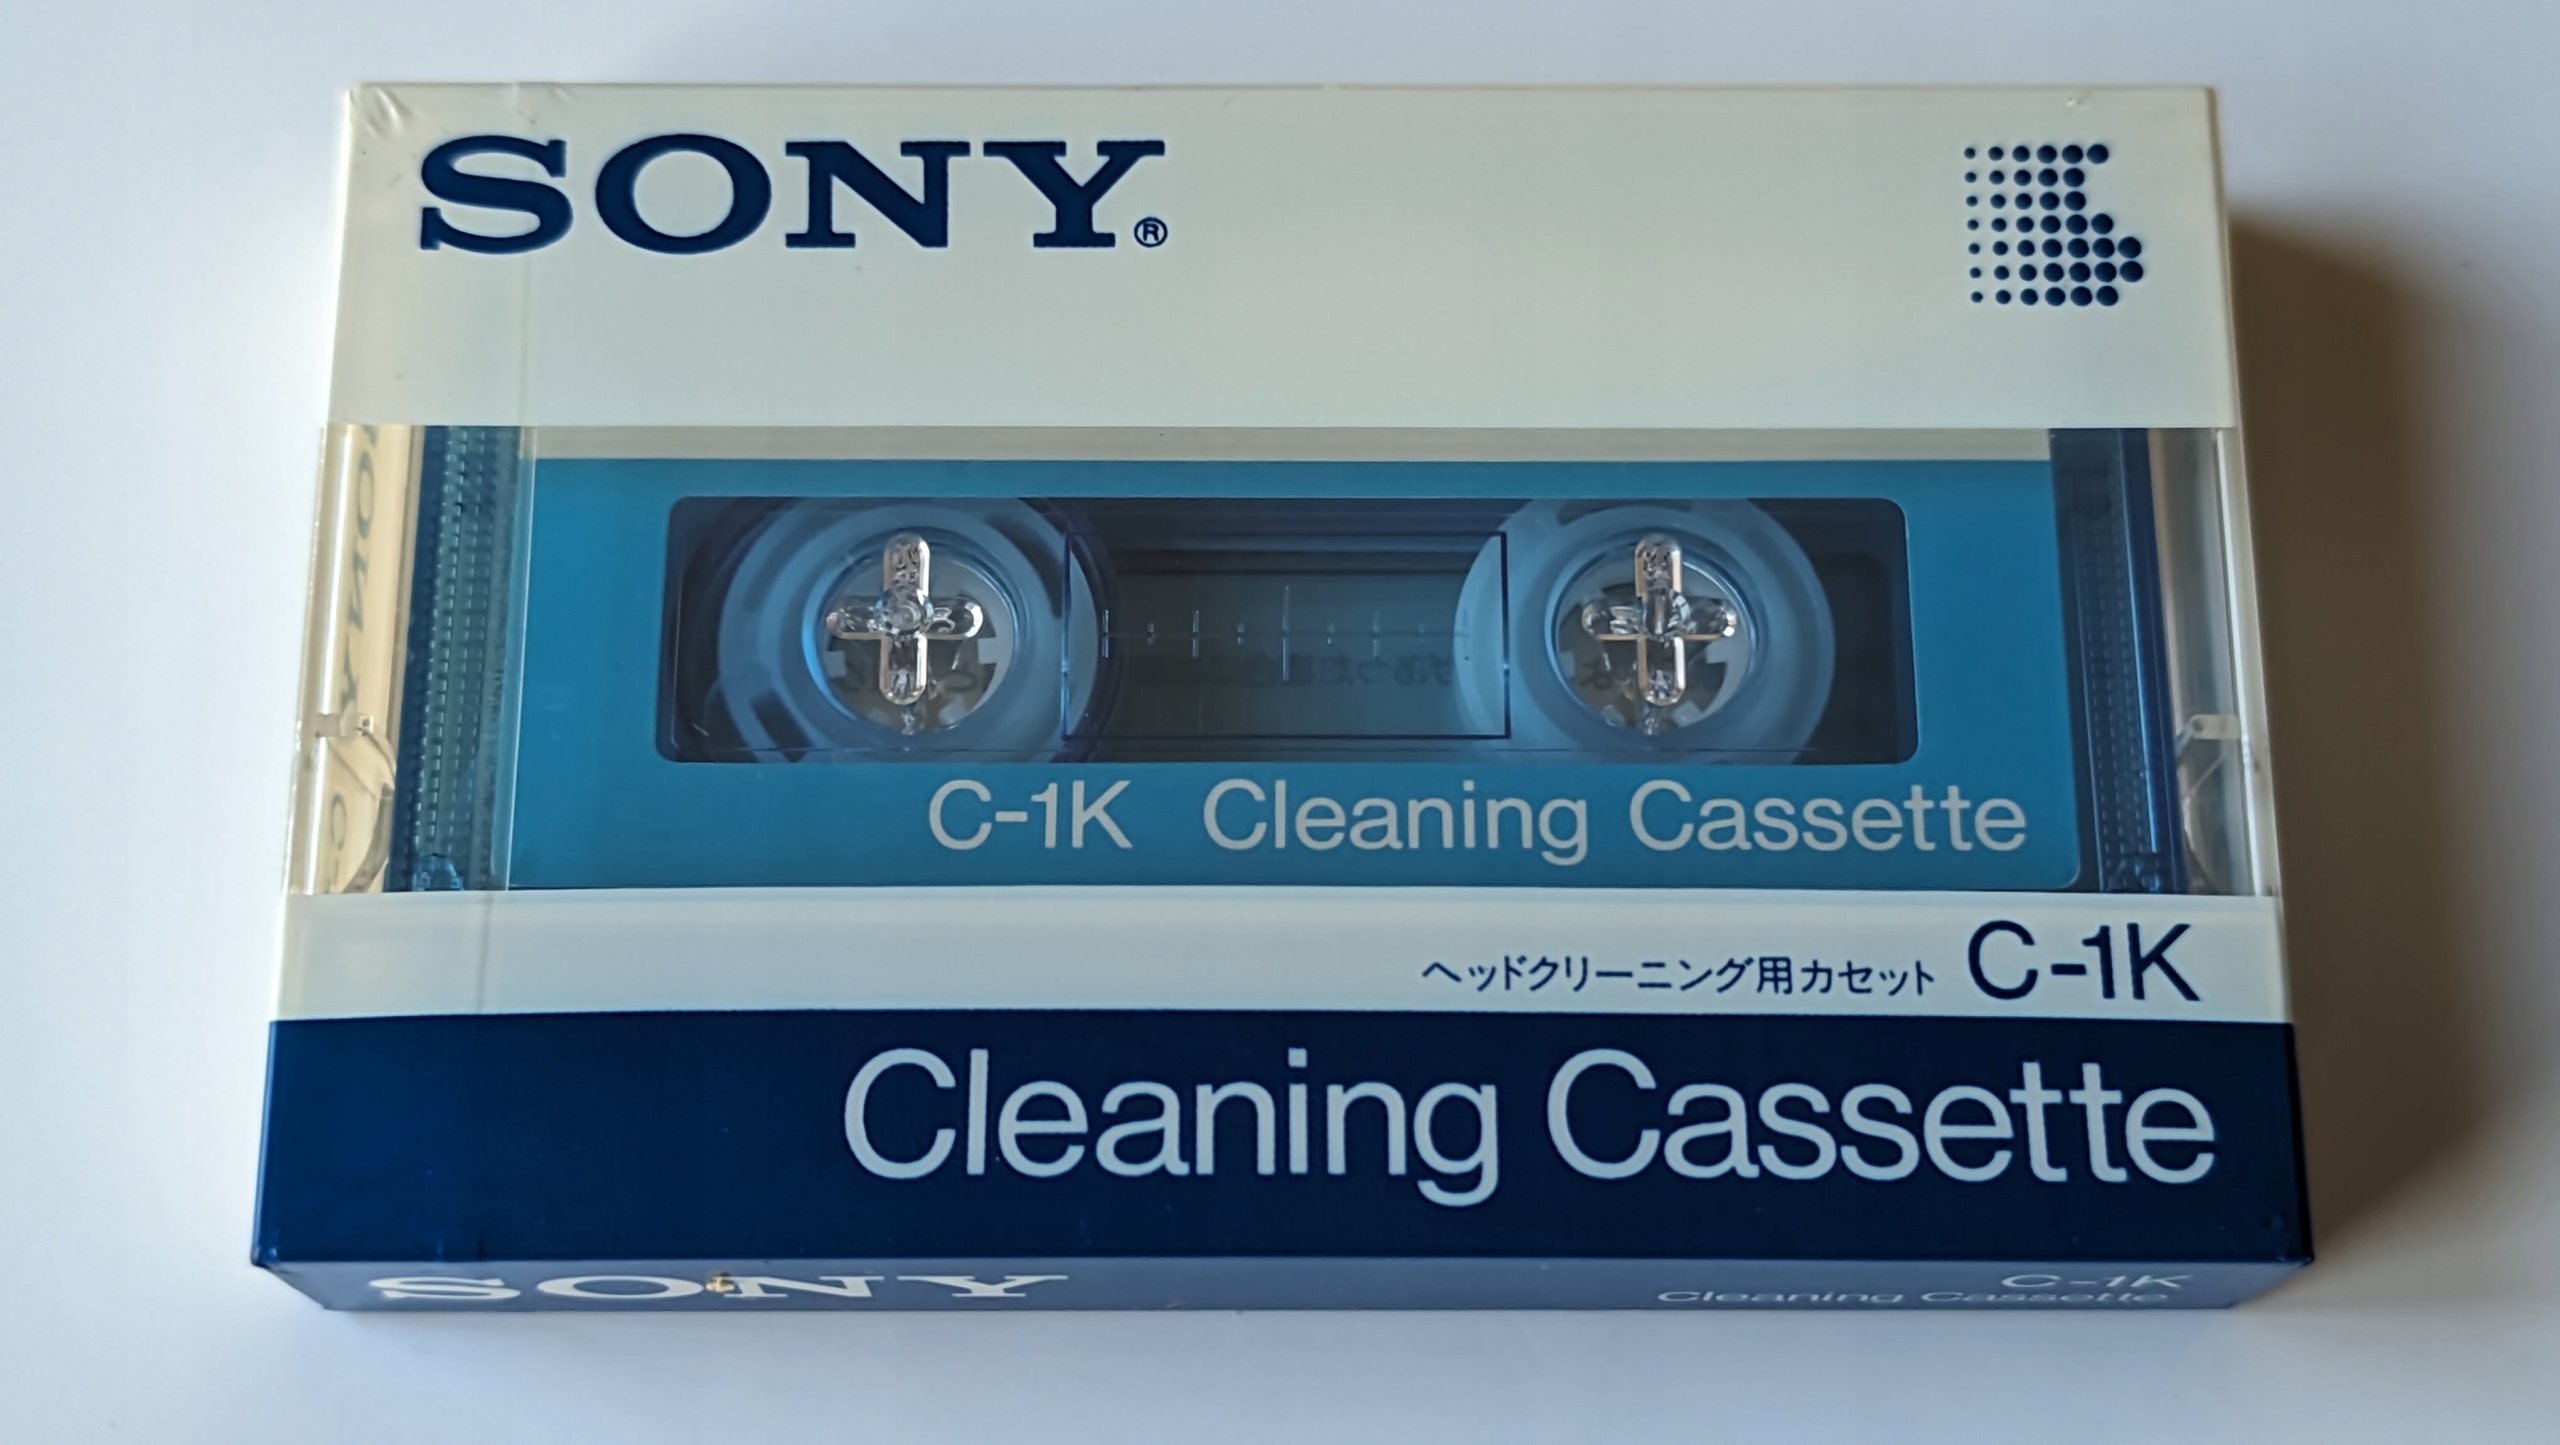 SONY®
C-1K Cleaning Cassette
ヘッドクリーニング用カセット C-1K
Cleaning Cassette
SONY
C-1K
Cleaning Cassette